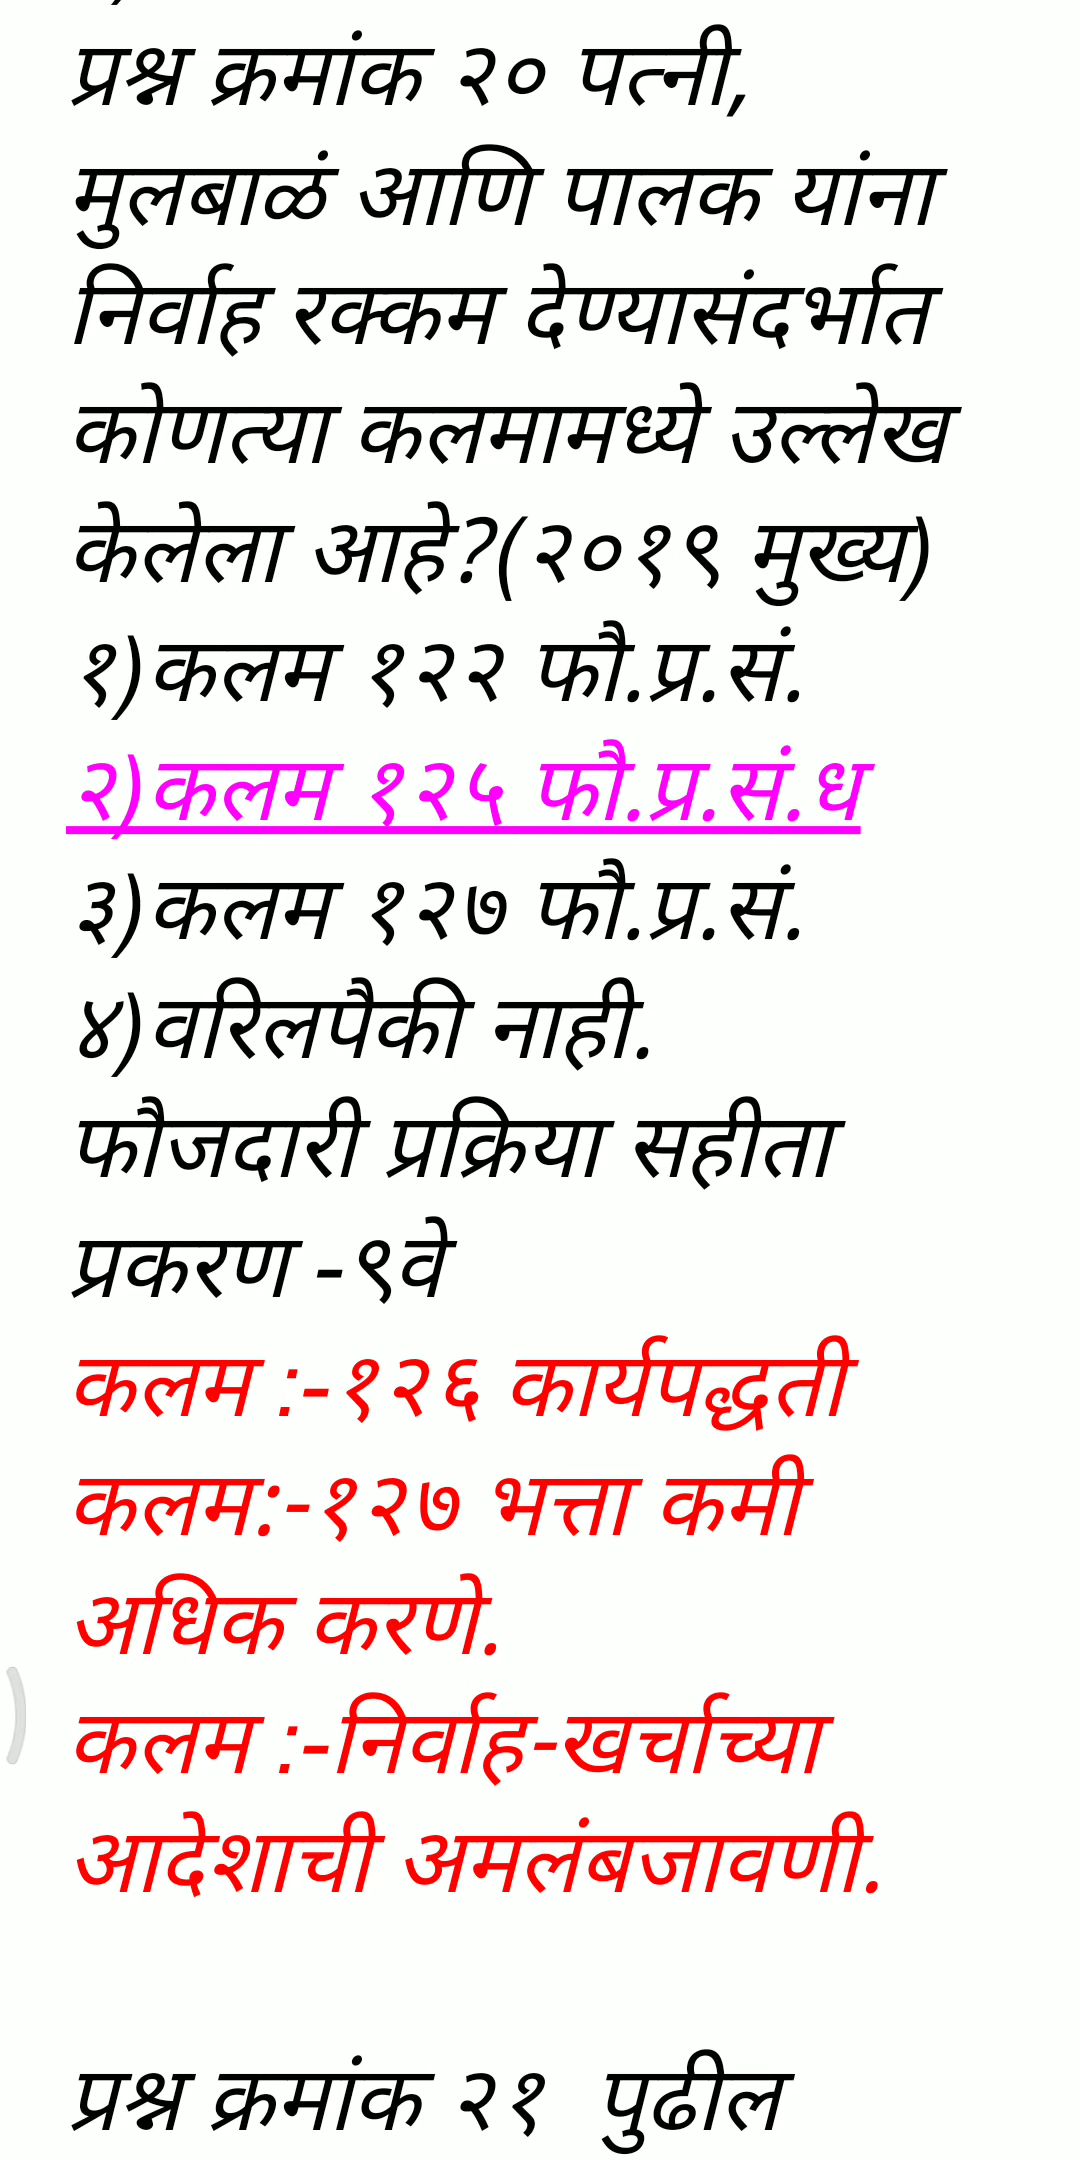 प्रश्न क्रमांक २० पत्नी,
मुलबाळं आणि पालक यांना
निर्वाह रक्कम देण्यासंदर्भात
कोणत्या कलमामध्ये उल्लेख
केलेला आहे?(२०१९ मुख्य)
१)कलम १२२ फौ.प्र.सं.
२)कलम १२५ फौ.प्र.सं.ध
३)कलम १२७ फौ.प्र.सं.
४)वरिलपैकी नाही.
फौजदारी प्रक्रिया सहीता
प्रकरण -९वे
कलम :-१२६ कार्यपद्धती
कलम:-१२७ भत्ता कमी
अधिक करणे.
कलम :-निर्वाह-खर्चाच्या
आदेशाची अमलंबजावणी.
प्रश्न क्रमांक २१ पुढील